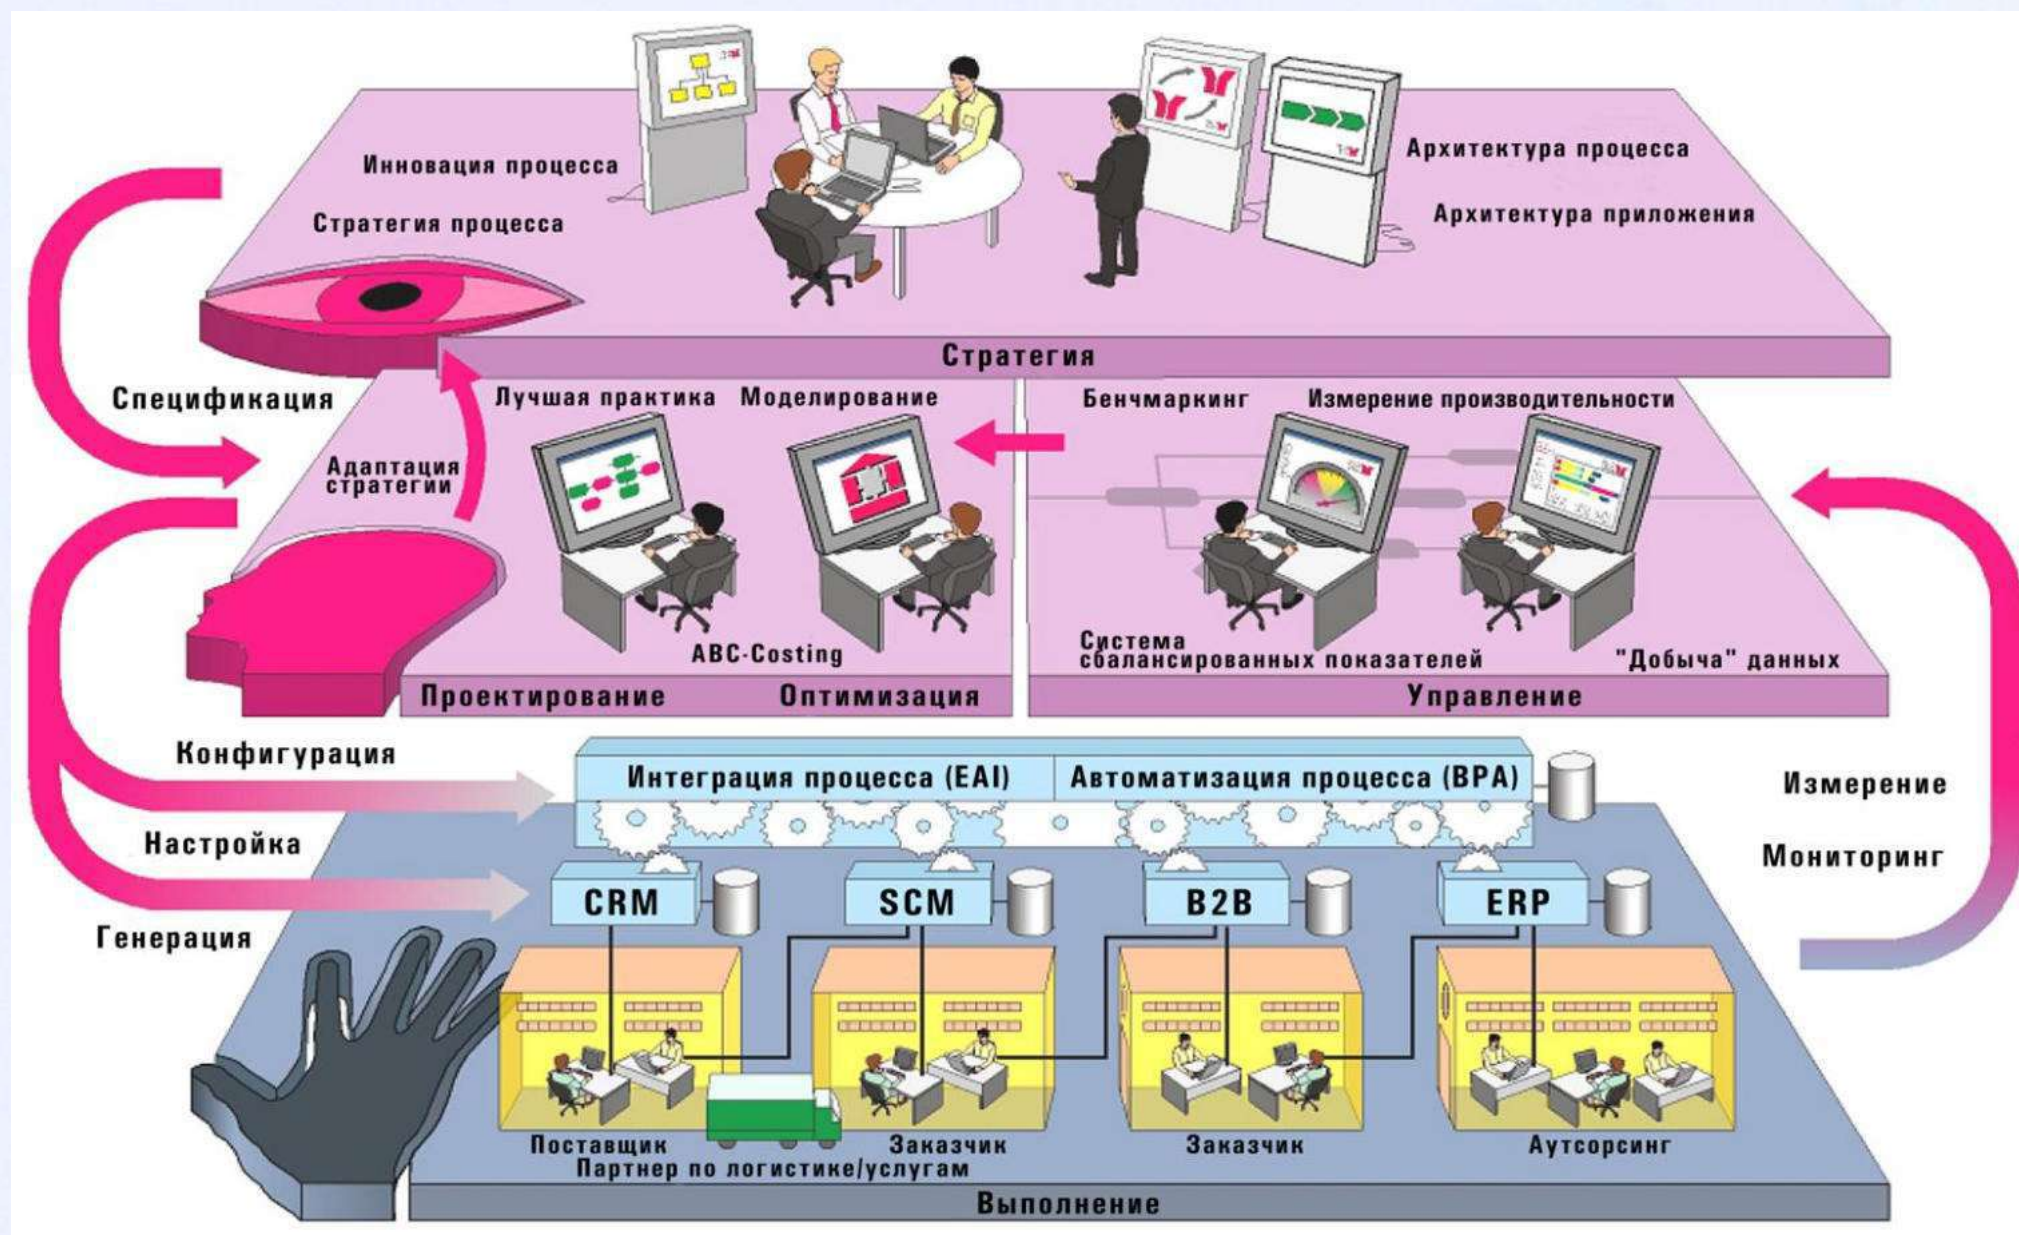 Инновация процесса
Архитектура процесса
Стратегия процесса
Архитектура приложения
Стратегия
Спецификация
Лучшая практика
Моделирование
Бенчмаркинг
Измерение производительности
Адаптация
стратегии
ABC-Costing
Система
сбалансированных показателей
"Добыча" данных
Проектирование
Оптимизация
Управление
Конфигурация
Интеграция процесса (EAI)
Автоматизация процесса (BPA)
Измерение
Настройка
Мониторинг
CRM
SCM
B2B
ERP
Генерация
Поставщик
Заказчик
Заказчик
Аутсорсинг
Партнер по логистике/услугам
Выполнение